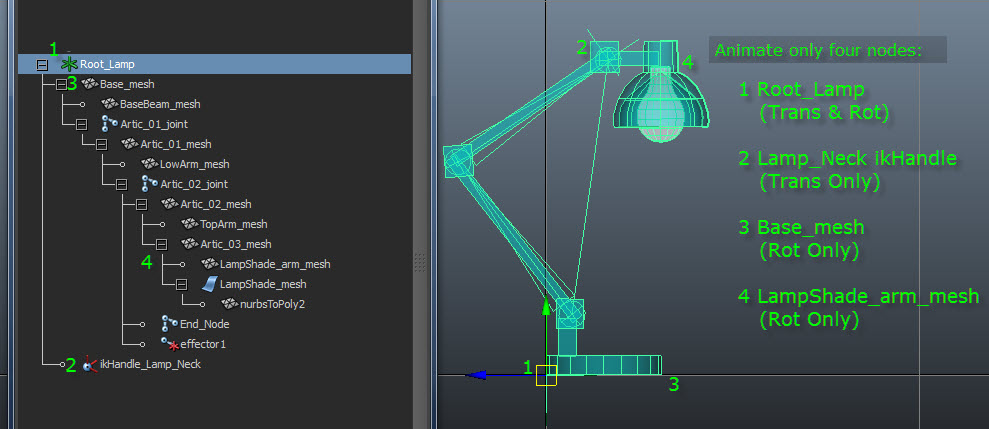 1
Root_Lamp
3 Base_mesh
BaseBeam_mesh
Artic_01_joint
Artic_01_mesh
LowArm_mesh
Artic_02_joint
Artic_02_mesh
TopArm_mesh
Artic_03_mesh
4 LampShade_arm_mesh
LampShade_mesh
nurbsToPoly2
End_Node
effector1
2 ikHandle_Lamp_Neck
2
4
1
3
Animate only four nodes:
1 Root_Lamp
(Trans & Rot)
2 Lamp_Neck ikHandle
(Trans Only)
3 Base_mesh
(Rot Only)
4 LampShade_arm_mesh
(Rot Only)